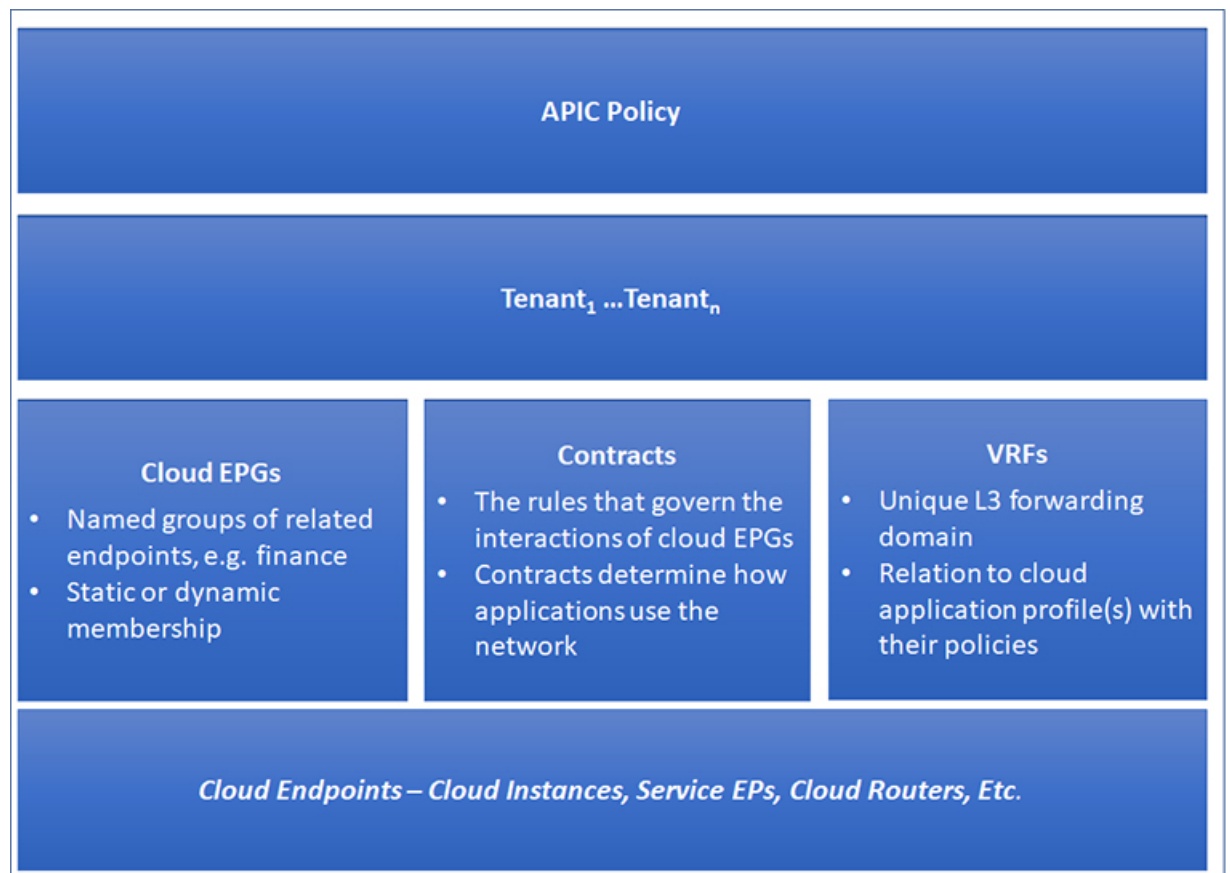 APIC Policy
Tenant₁ ...Tenantₙ
Cloud EPGs
• Named groups of related
endpoints, e.g. finance
• Static or dynamic
membership
Contracts
• The rules that govern the
interactions of cloud EPGs
• Contracts determine how
applications use the
network
VRFs
• Unique L3 forwarding
domain
• Relation to cloud
application profile(s) with
their policies
Cloud Endpoints – Cloud Instances, Service EPs, Cloud Routers, Etc.